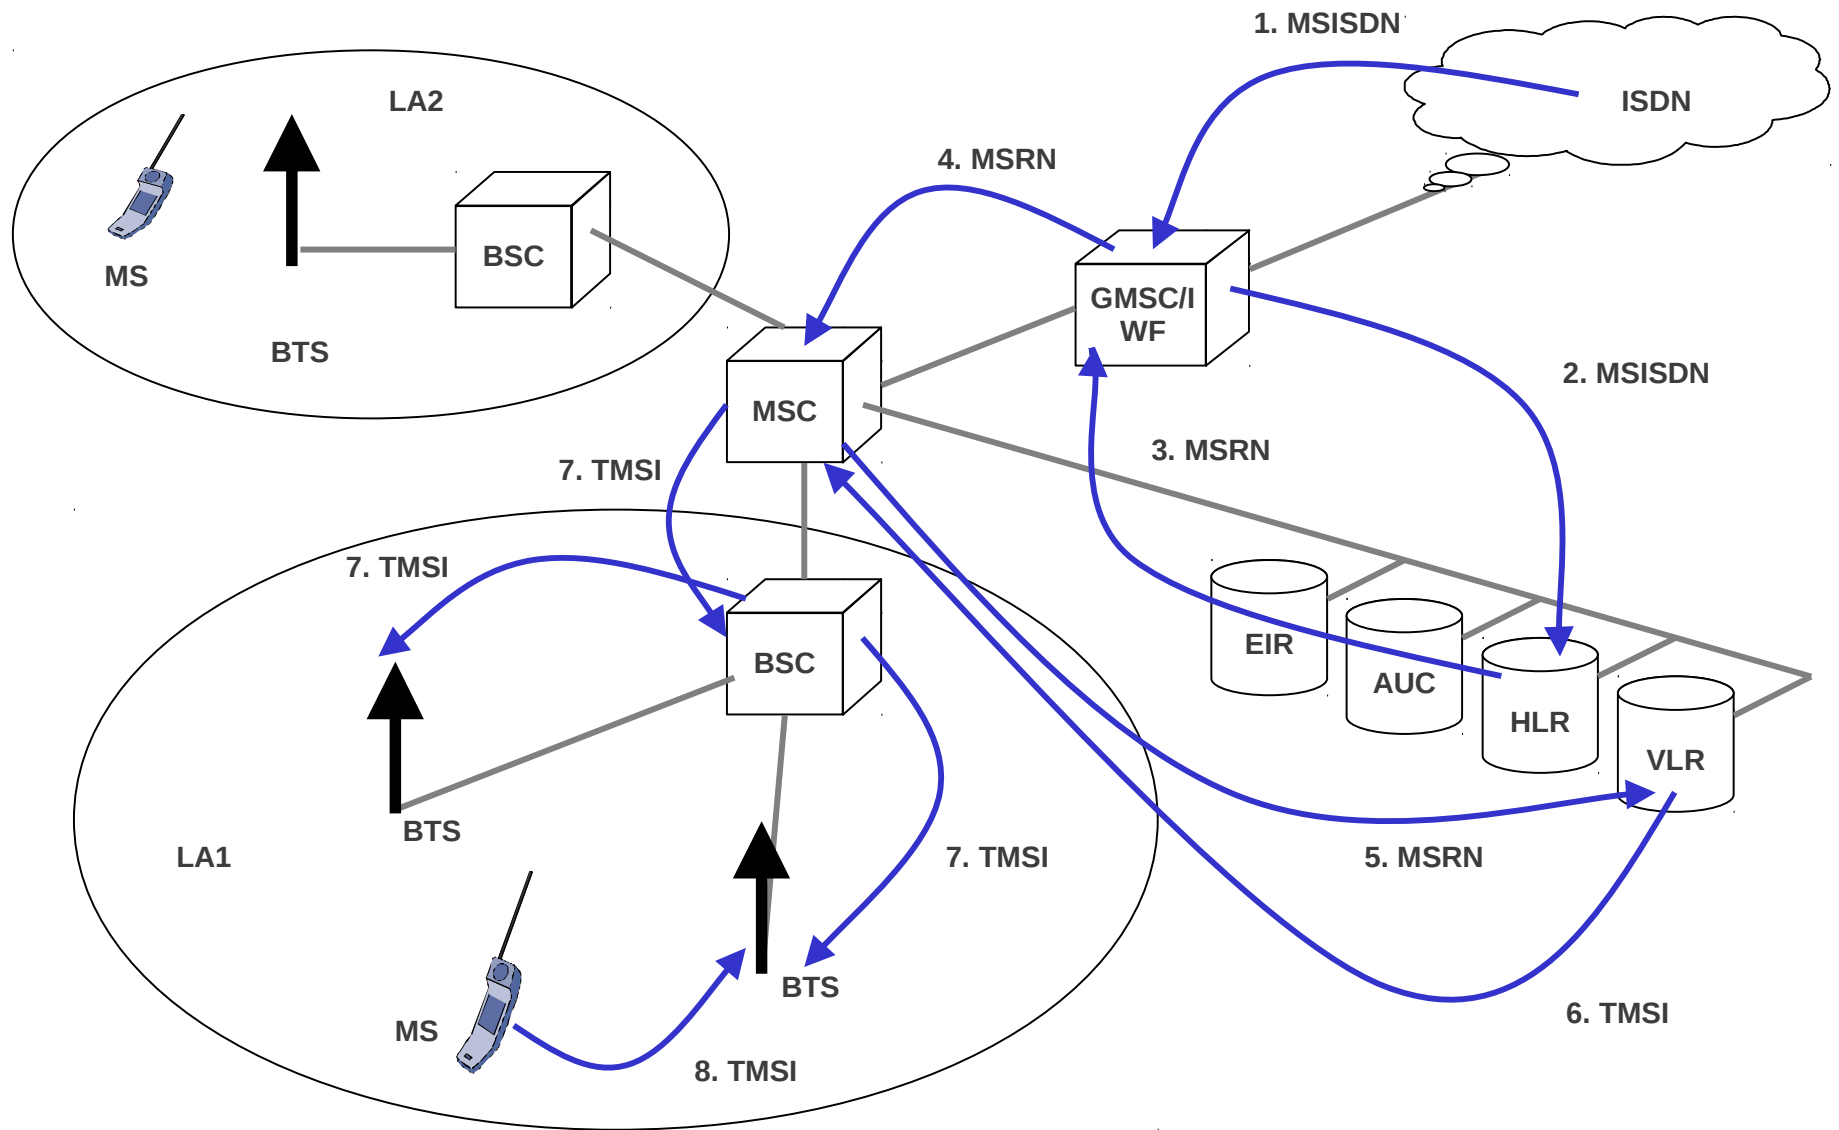 1. MSISDN
ISDN
LA2
4. MSRN
BSC
MS
GMSC/I
WF
BTS
2. MSISDN
MSC
3. MSRN
7. TMSI
7. TMSI
EIR
BSC
AUC
HLR
VLR
BTS
LA1
7. TMSI
5. MSRN
BTS
6. TMSI
MS
8. TMSI